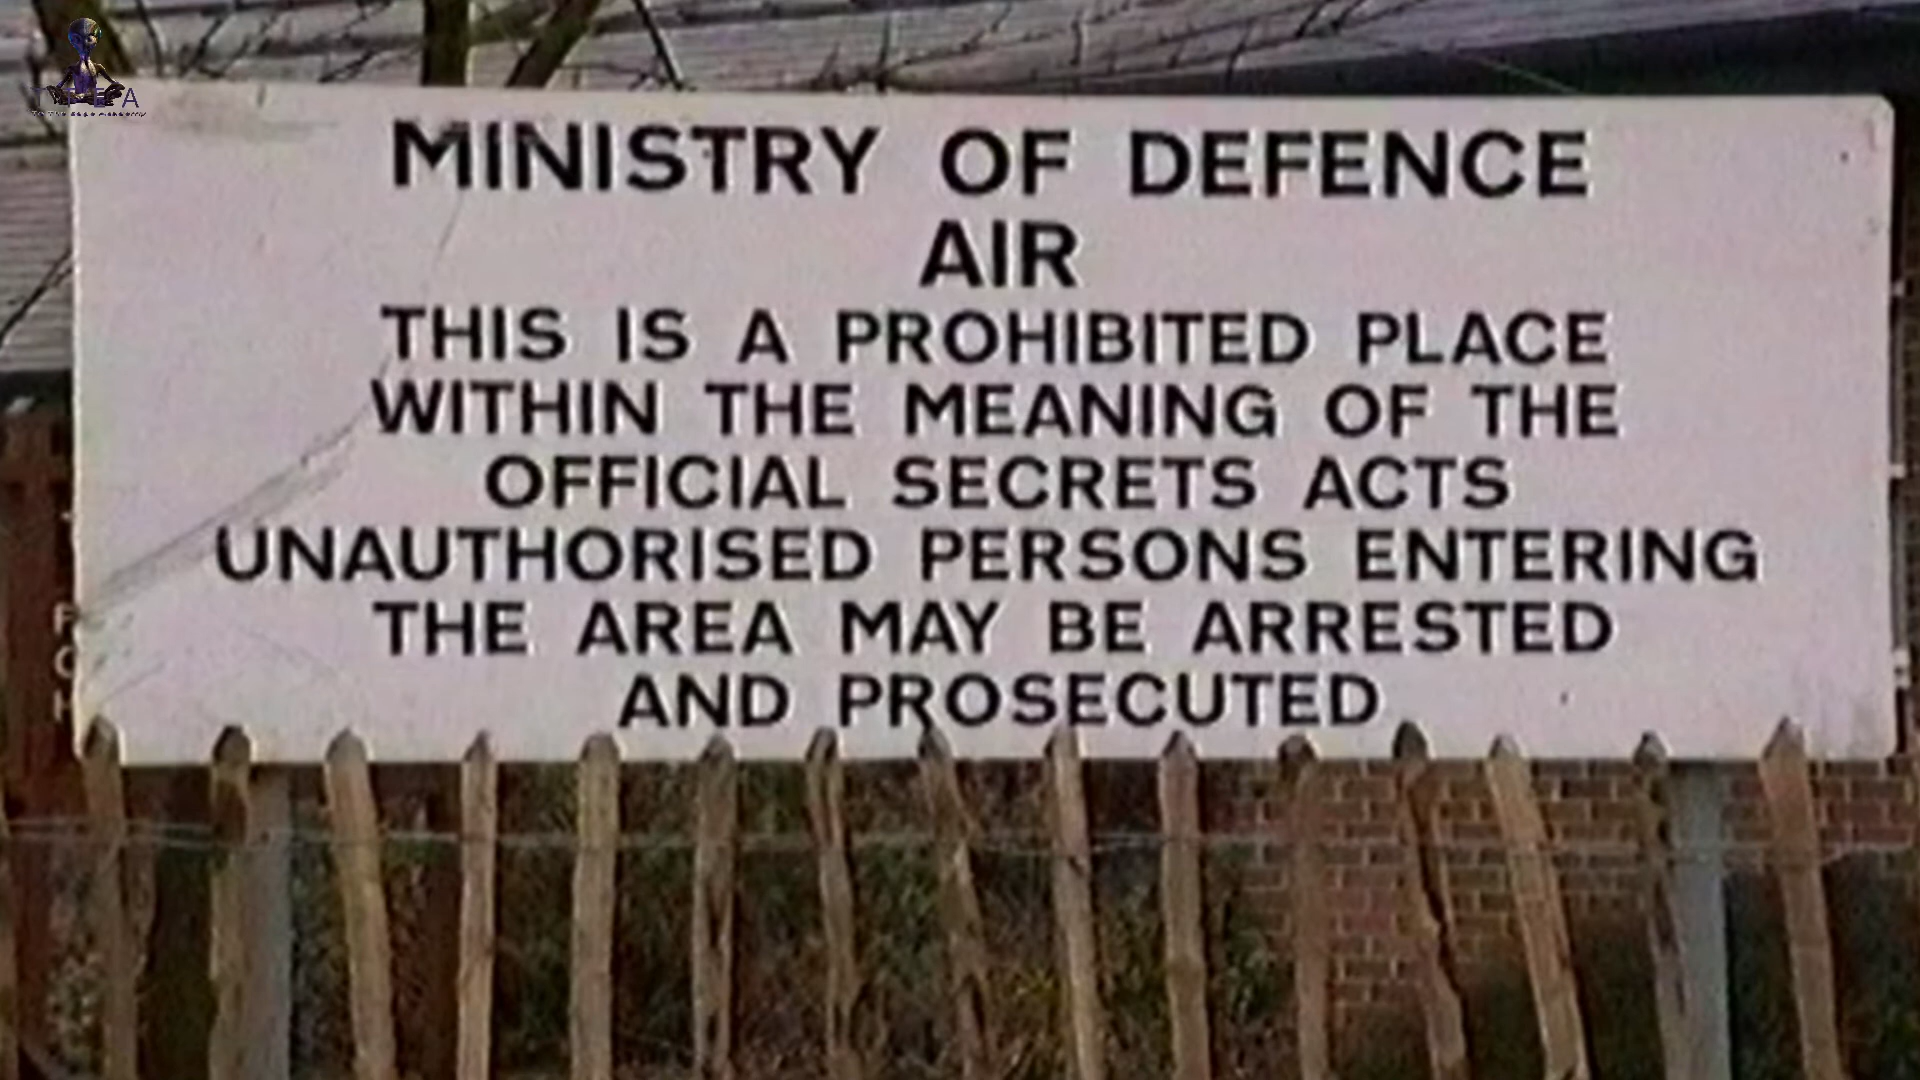 MINISTRY OF DEFENCE
AIR
THIS IS A PROHIBITED PLACE
WITHIN THE MEANING OF THE
OFFICIAL SECRETS ACTS
UNAUTHORISED PERSONS ENTERING
THE AREA MAY BE ARRESTED
AND PROSECUTED